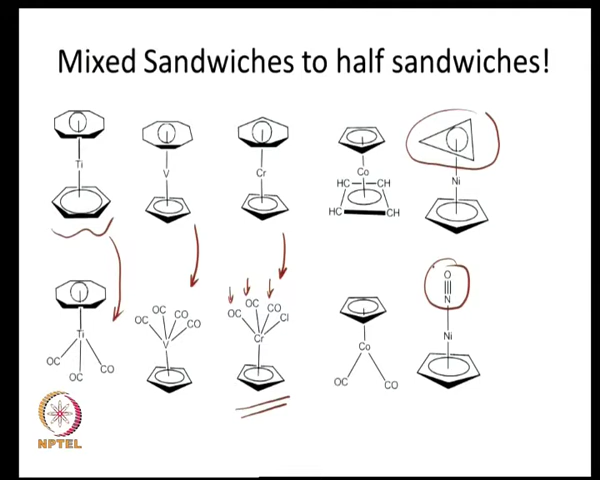 Mixed Sandwiches to half sandwiches!
Ti
V
Cr
Co
HC
CH
HC
CH
Ni
Ti
OC
OC
CO
OC
OC
CO
CO
V
OC
OC
CO
Cl
Cr
Co
OC
CO
O
N
Ni
NPTEL